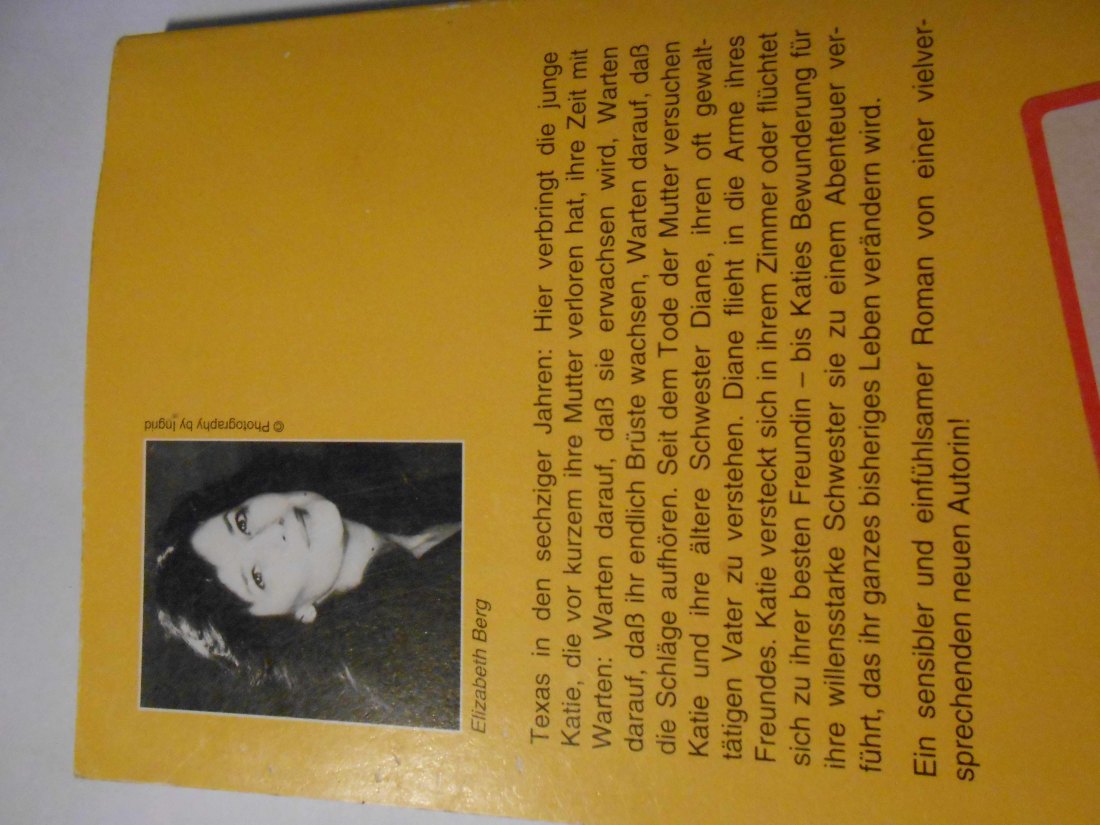 © Photography by Ingrid
Elizabeth Berg
Texas in den sechziger Jahren: Hier verbringt die junge
Katie, die vor kurzem ihre Mutter verloren hat, ihre Zeit mit
Warten: Warten darauf, daß sie erwachsen wird, Warten
darauf, daß ihr endlich Brüste wachsen, Warten darauf, daß
die Schläge aufhören. Seit dem Tode der Mutter versuchen
Katie und ihre ältere Schwester Diane, ihren oft gewalt-
tätigen Vater zu verstehen. Diane flieht in die Arme ihres
Freundes. Katie versteckt sich in ihrem Zimmer oder flüchtet
sich zu ihrer besten Freundin – bis Katies Bewunderung für
ihre willensstarke Schwester sie zu einem Abenteuer ver-
führt, das ihr ganzes bisheriges Leben verändern wird.
Ein sensibler und einfühlsamer Roman von einer vielver-
sprechenden neuen Autorin!